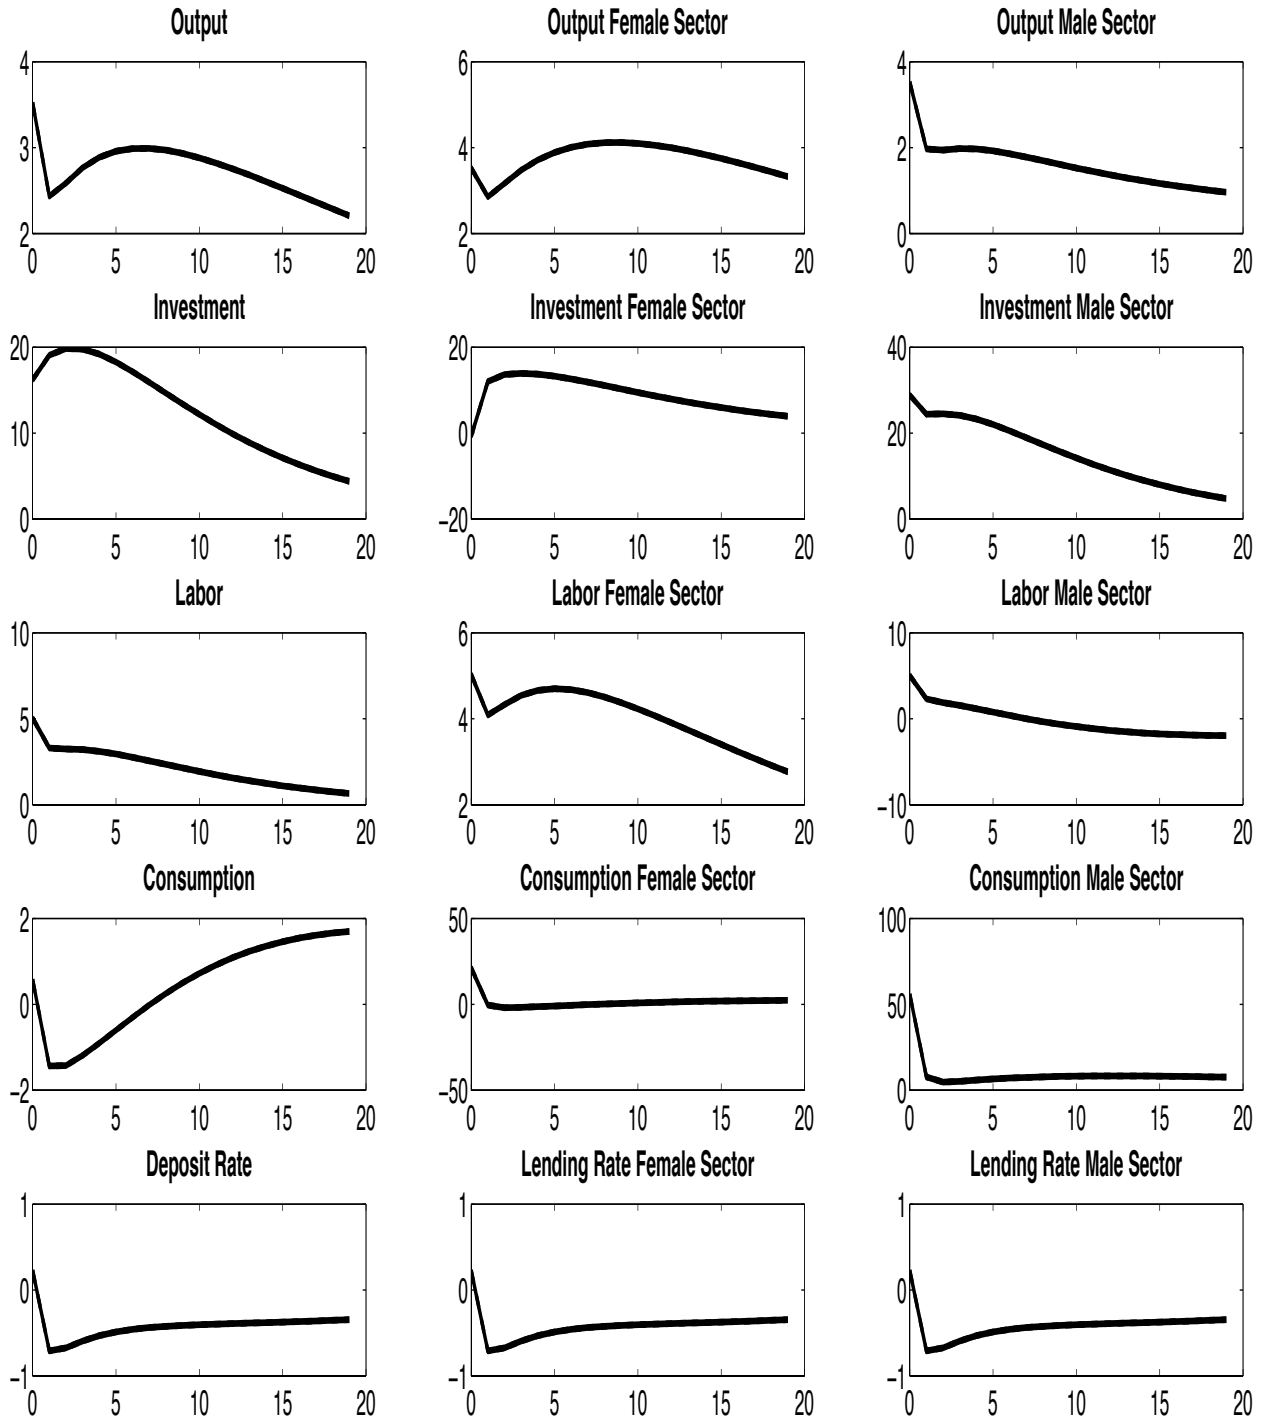 Output Output Female Sector Output Male Sector
4 6 4
3 4 2
2 2 0
0 5 10 15 20 0 5 10 15 20 0 5 10 15 20
Investment Investment Female Sector Investment Male Sector
20 20 40
10 0 20
0 −20 0
0 5 10 15 20 0 5 10 15 20 0 5 10 15 20
Labor Labor Female Sector Labor Male Sector
10 6 10
5 4 0
0 2 −10
0 5 10 15 20 0 5 10 15 20 0 5 10 15 20
Consumption Consumption Female Sector Consumption Male Sector
2 50 100
0 0 50
−2 −50 0
0 5 10 15 20 0 5 10 15 20 0 5 10 15 20
Deposit Rate Lending Rate Female Sector Lending Rate Male Sector
1 1 1
0 0 0
−1 −1 −1
0 5 10 15 20 0 5 10 15 20 0 5 10 15 20